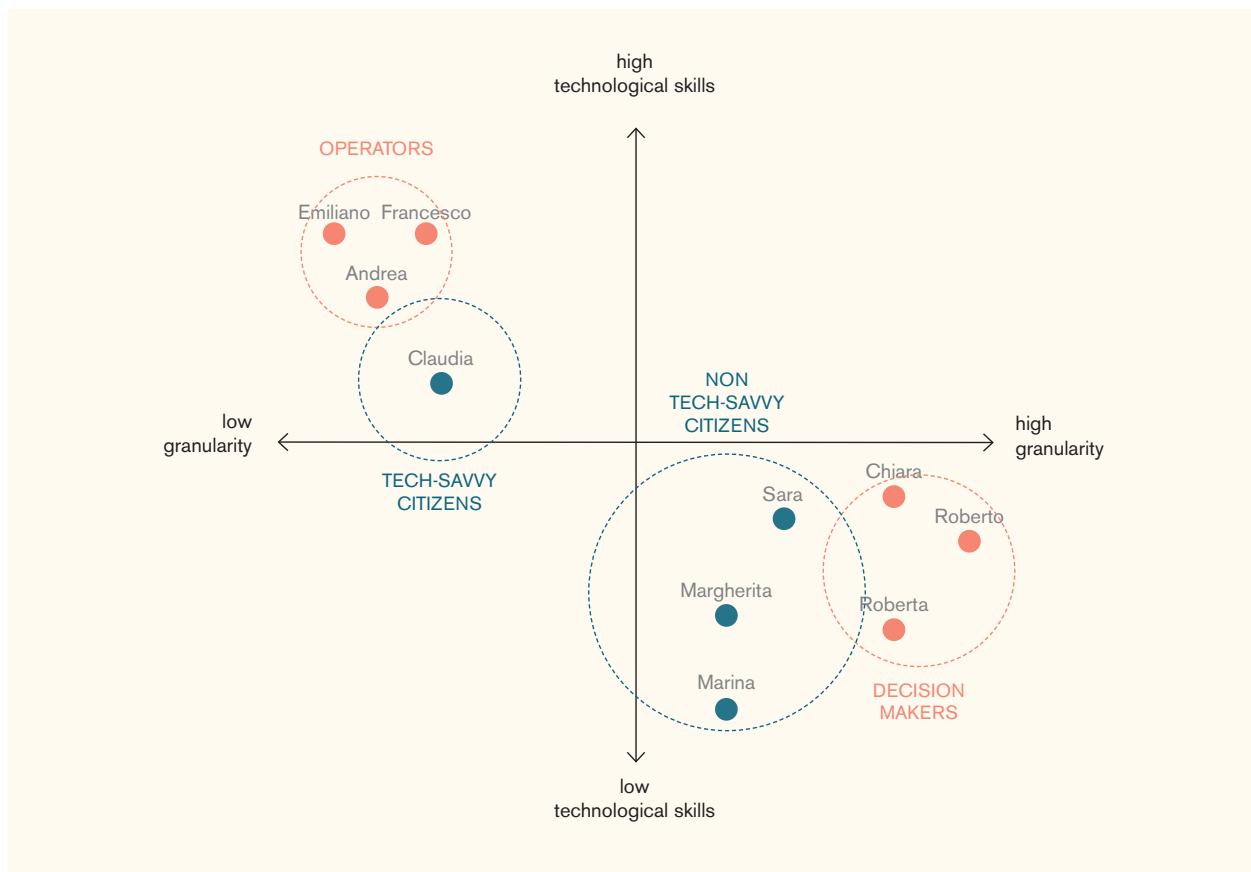 high
technological skills
OPERATORS
Emiliano
Francesco
Andrea
Claudia
NON
TECH-SAVVY
CITIZENS
low
granularity
high
granularity
TECH-SAVVY
CITIZENS
Chiara
Sara
Roberto
Margherita
Roberta
Marina
DECISION
MAKERS
low
technological skills